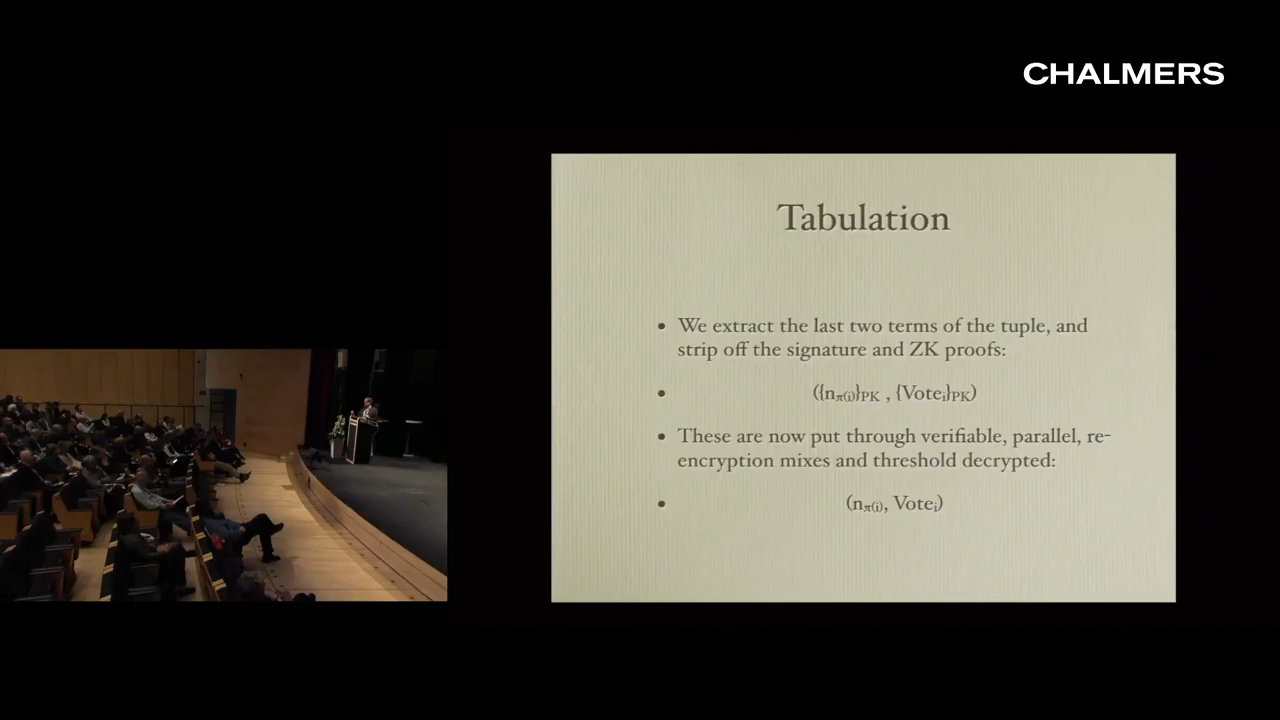 CHALMERS
Tabulation
• We extract the last two terms of the tuple, and
strip off the signature and ZK proofs:
• ({nπ(i)}PK , {Votei}PK)
• These are now put through verifiable, parallel, re-
encryption mixes and threshold decrypted:
• (nπ(i), Votei)